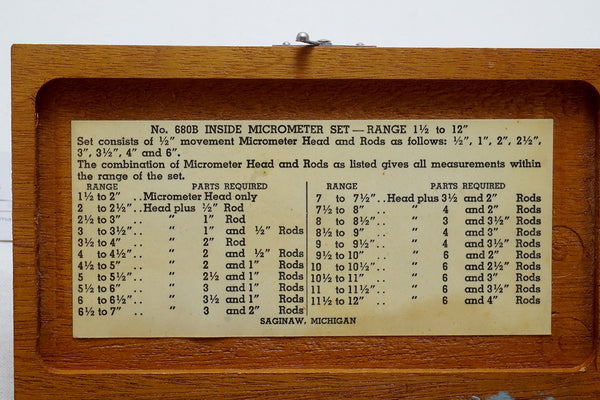 No. 680B INSIDE MICROMETER SET — RANGE 1½ to 12”
Set consists of ½” movement Micrometer Head and Rods as follows: ½”, 1”, 2”, 2½”,
3”, 3½”, 4” and 6”.
The combination of Micrometer Head and Rods as listed gives all measurements within
the range of the set.
RANGE PARTS REQUIRED
1½ to 2” .. Micrometer Head only
2 to 2½”.. Head plus ½” Rod
2½ to 3” .. ” 1” Rod
3 to 3½”.. ” 1 and ½” Rods
3½ to 4” .. ” 2” Rod
4 to 4½”.. ” 2 and ½” Rods
4½ to 5” .. ” 2 and 1” Rods
5 to 5½”.. ” 2½ and 1” Rods
5½ to 6” .. ” 3 and 1” Rods
6 to 6½”.. ” 3½ and 1” Rods
6½ to 7” .. ” 3 and 2” Rods
RANGE PARTS REQUIRED
7 to 7½”.. Head plus 3½ and 2” Rods
7½ to 8” .. ” 4 and 2” Rods
8 to 8½”.. ” 3 and 3½” Rods
8½ to 9” .. ” 4 and 3” Rods
9 to 9½”.. ” 4 and 3½” Rods
9½ to 10” .. ” 6 and 2” Rods
10 to 10½”.. ” 6 and 2½” Rods
10½ to 11” .. ” 6 and 3” Rods
11 to 11½”.. ” 6 and 3½” Rods
11½ to 12” .. ” 6 and 4” Rods
SAGINAW, MICHIGAN